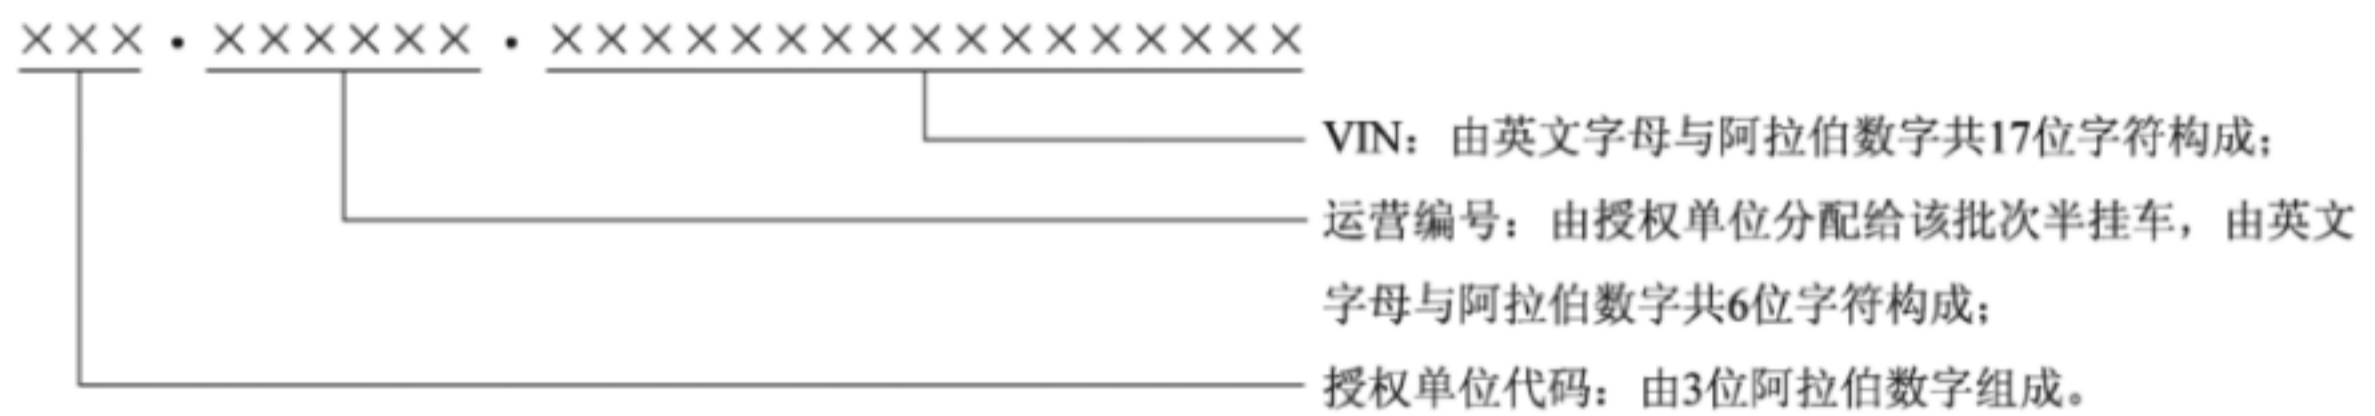 ×××·××××××·×××××××××××××××××
VIN：由英文字母与阿拉伯数字共17位字符构成；
运营编号：由授权单位分配给该批次半挂车，由英文
字母与阿拉伯数字共6位字符构成；
授权单位代码：由3位阿拉伯数字组成。